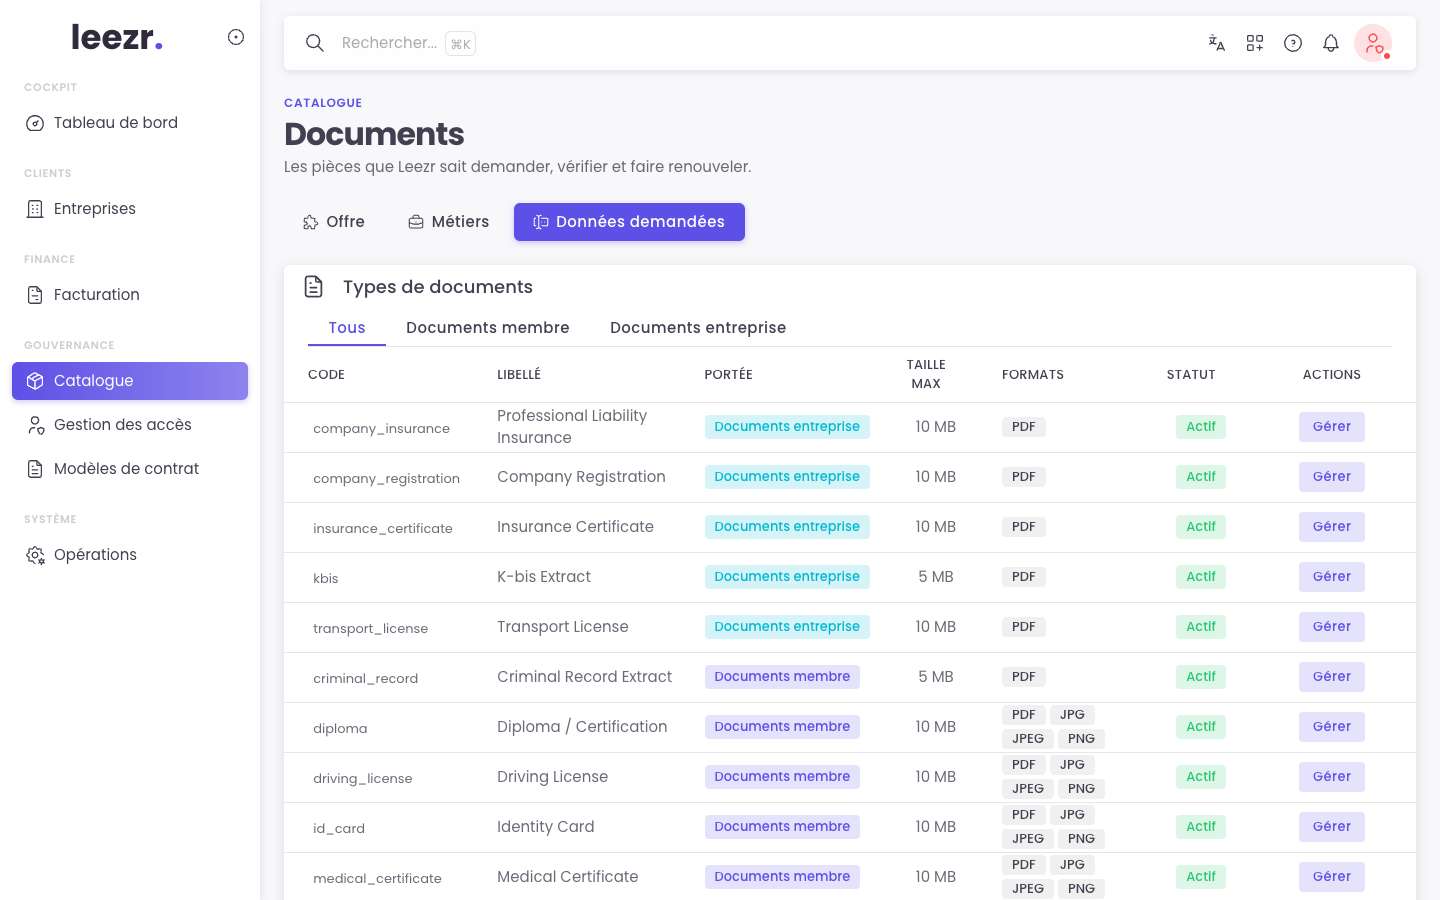 leezr.
COCKPIT
Tableau de bord
CLIENTS
Entreprises
FINANCE
Facturation
GOUVERNANCE
Catalogue
Gestion des accès
Modèles de contrat
SYSTÈME
Opérations
Rechercher... ⌘K
CATALOGUE
Documents
Les pièces que Leezr sait demander, vérifier et faire renouveler.
Offre Métiers Données demandées
Types de documents
Tous Documents membre Documents entreprise
CODE LIBELLÉ PORTÉE TAILLE MAX FORMATS STATUT ACTIONS
company_insurance Professional Liability Insurance Documents entreprise 10 MB PDF Actif Gérer
company_registration Company Registration Documents entreprise 10 MB PDF Actif Gérer
insurance_certificate Insurance Certificate Documents entreprise 10 MB PDF Actif Gérer
kbis K-bis Extract Documents entreprise 5 MB PDF Actif Gérer
transport_license Transport License Documents entreprise 10 MB PDF Actif Gérer
criminal_record Criminal Record Extract Documents membre 5 MB PDF Actif Gérer
diploma Diploma / Certification Documents membre 10 MB PDF JPG JPEG PNG Actif Gérer
driving_license Driving License Documents membre 10 MB PDF JPG JPEG PNG Actif Gérer
id_card Identity Card Documents membre 10 MB PDF JPG JPEG PNG Actif Gérer
medical_certificate Medical Certificate Documents membre 10 MB PDF JPG JPEG PNG Actif Gérer